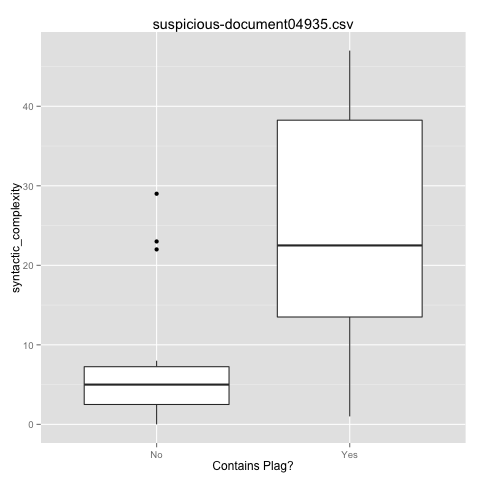 suspicious-document04935.csv
syntactic_complexity
40
30
20
10
0
No
Yes
Contains Plag?